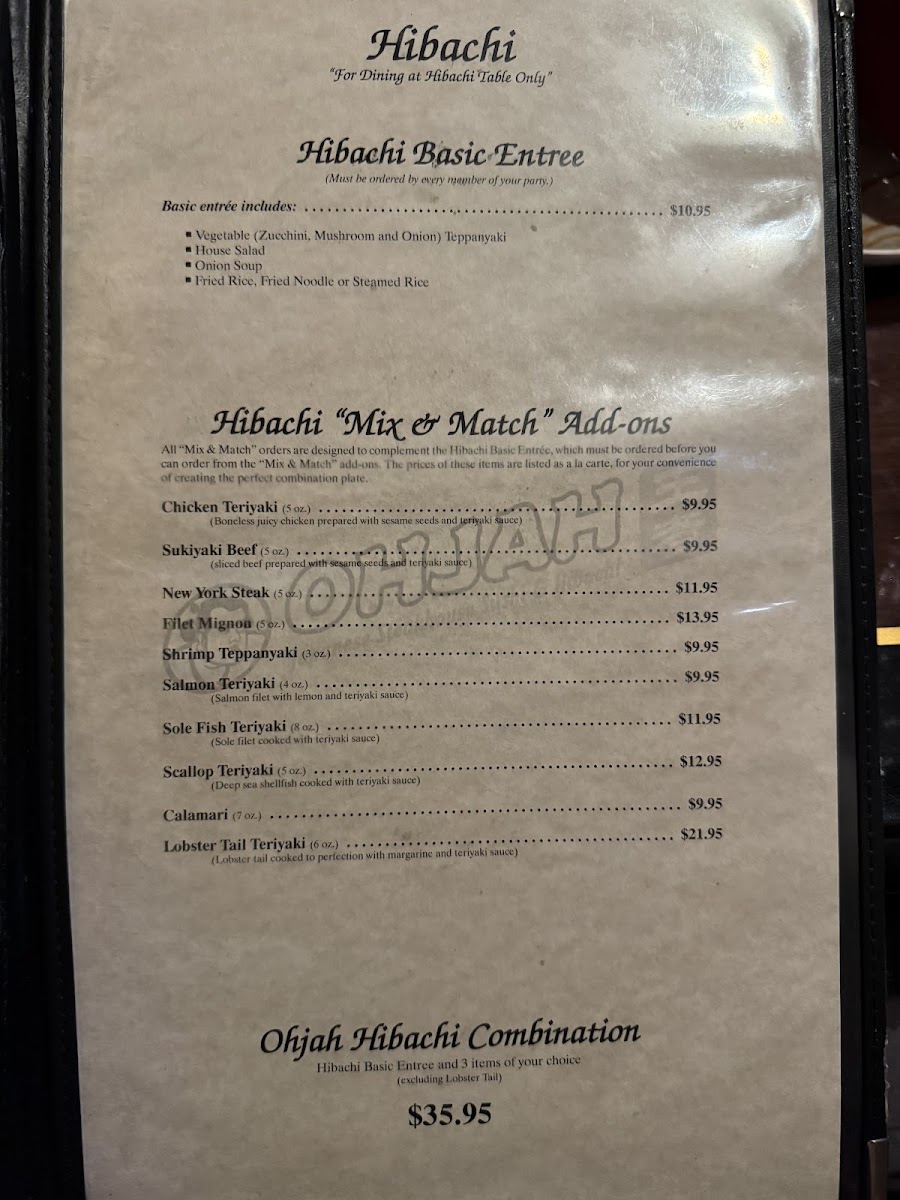 Hibachi
"For Dining at Hibachi Table Only"
Hibachi Basic Entree
(Must be ordered by every member of your party.)
Basic entrée includes: ................................................ $10.95
▪ Vegetable (Zucchini, Mushroom and Onion) Teppanyaki
▪ House Salad
▪ Onion Soup
▪ Fried Rice, Fried Noodle or Steamed Rice
Hibachi "Mix & Match" Add-ons
All "Mix & Match" orders are designed to complement the Hibachi Basic Entrée, which must be ordered before you
can order from the "Mix & Match" add-ons. The prices of these items are listed as a la carte, for your convenience
of creating the perfect combination plate.
OHJAH
Chicken Teriyaki (5 oz.) ................................................ $9.95
(Boneless juicy chicken prepared with sesame seeds and teriyaki sauce)
Sukiyaki Beef (5 oz.) ................................................ $9.95
(sliced beef prepared with sesame seeds and teriyaki sauce)
New York Steak (5 oz.) ................................................ $11.95
Filet Mignon (5 oz.) ................................................ $13.95
Shrimp Teppanyaki (3 oz.) ................................................ $9.95
Salmon Teriyaki (4 oz.) ................................................ $9.95
(Salmon filet with lemon and teriyaki sauce)
Sole Fish Teriyaki (8 oz.) ................................................ $11.95
(Sole filet cooked with teriyaki sauce)
Scallop Teriyaki (5 oz.) ................................................ $12.95
(Deep sea shellfish cooked with teriyaki sauce)
Calamari (7 oz.) ................................................ $9.95
Lobster Tail Teriyaki (6 oz.) ................................................ $21.95
(Lobster tail cooked to perfection with margarine and teriyaki sauce)
Ohjah Hibachi Combination
Hibachi Basic Entree and 3 items of your choice
(excluding Lobster Tail)
$35.95